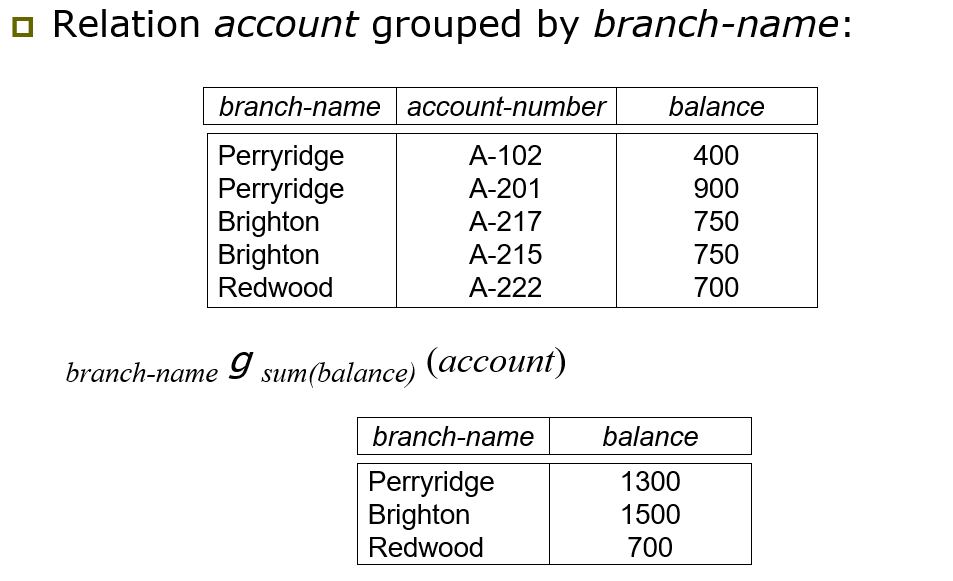 Relation account grouped by branch-name:
branch-name account-number balance
Perryridge A-102 400
Perryridge A-201 900
Brighton A-217 750
Brighton A-215 750
Redwood A-222 700
branch-name g sum(balance) (account)
branch-name balance
Perryridge 1300
Brighton 1500
Redwood 700